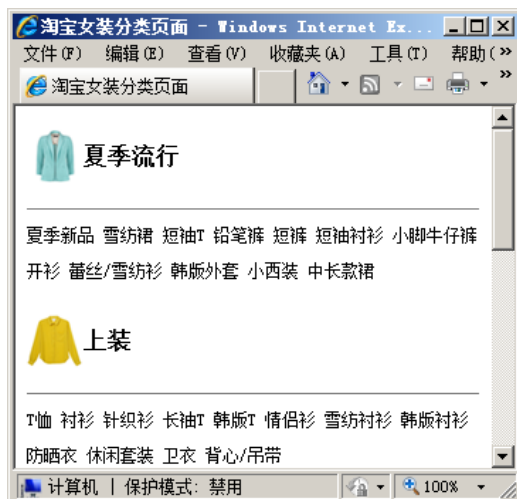 淘宝女装分类页面 - Windows Internet Ex...
文件(F) 编辑(E) 查看(V) 收藏夹(A) 工具(T) 帮助( »
淘宝女装分类页面 »
夏季流行
夏季新品 雪纺裙 短袖T 铅笔裤 短裤 短袖衬衫 小脚牛仔裤
开衫 蕾丝/雪纺衫 韩版外套 小西装 中长款裙
上装
T恤 衬衫 针织衫 长袖T 韩版T 情侣衫 雪纺衬衫 韩版衬衫
防晒衣 休闲套装 卫衣 背心/吊带
计算机 | 保护模式: 禁用 100%